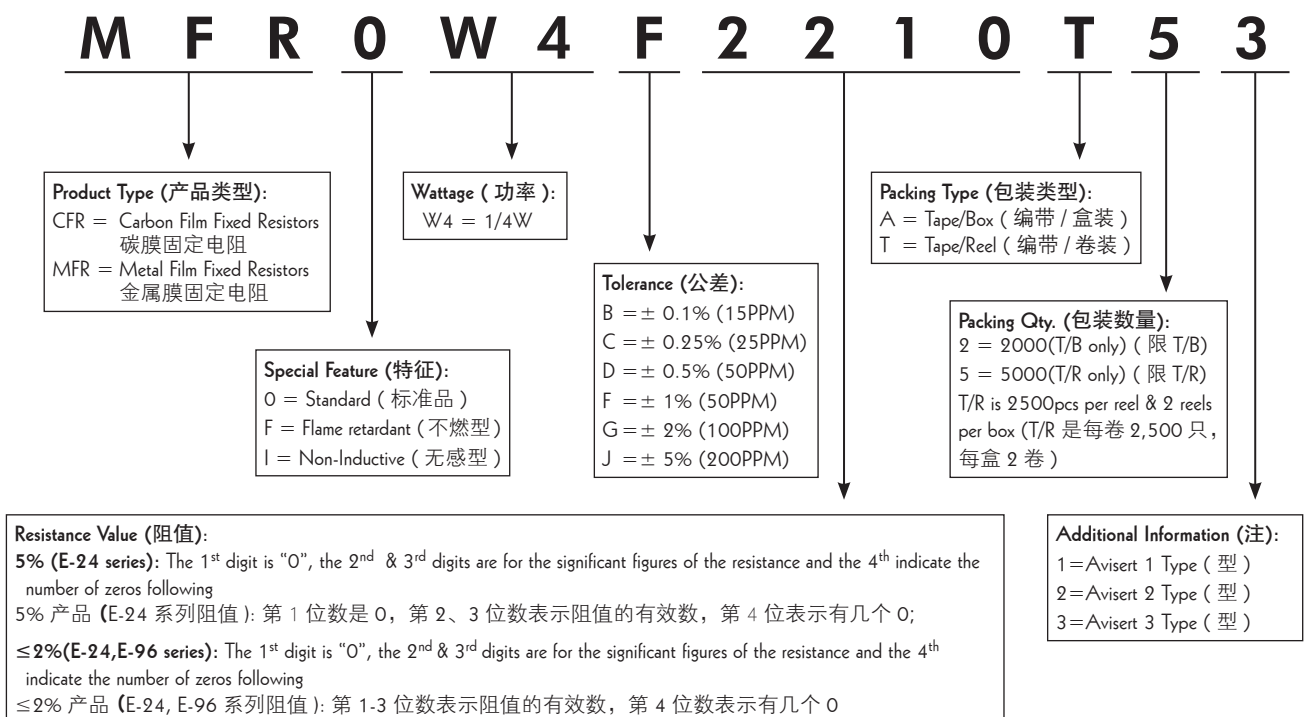 M F R 0 W 4 F 2 2 1 0 T 5 3
Product Type (产品类型):
CFR = Carbon Film Fixed Resistors
碳膜固定电阻
MFR = Metal Film Fixed Resistors
金属膜固定电阻
Wattage ( 功率 ):
W4 = 1/4W
Packing Type (包装类型):
A = Tape/Box ( 编带 / 盒装 )
T = Tape/Reel ( 编带 / 卷装 )
Special Feature (特征):
0 = Standard ( 标准品 )
F = Flame retardant ( 不燃型 )
I = Non-Inductive ( 无感型 )
Tolerance (公差):
B =± 0.1% (15PPM)
C =± 0.25% (25PPM)
D =± 0.5% (50PPM)
F =± 1% (50PPM)
G =± 2% (100PPM)
J =± 5% (200PPM)
Packing Qty. (包装数量):
2 = 2000(T/B only) ( 限 T/B)
5 = 5000(T/R only) ( 限 T/R)
T/R is 2500pcs per reel & 2 reels
per box (T/R 是每卷 2,500 只，
每盒 2 卷 )
Resistance Value (阻值):
5% (E-24 series): The 1st digit is “0”, the 2nd & 3rd digits are for the significant figures of the resistance and the 4th indicate the
number of zeros following
5% 产品 (E-24 系列阻值 ): 第 1 位数是 0，第 2、3 位数表示阻值的有效数，第 4 位表示有几个 0;
≤2%(E-24,E-96 series): The 1st digit is “0”, the 2nd & 3rd digits are for the significant figures of the resistance and the 4th
indicate the number of zeros following
≤2% 产品 (E-24, E-96 系列阻值 ): 第 1-3 位数表示阻值的有效数，第 4 位数表示有几个 0
Additional Information (注):
1=Avisert 1 Type ( 型 )
2=Avisert 2 Type ( 型 )
3=Avisert 3 Type ( 型 )